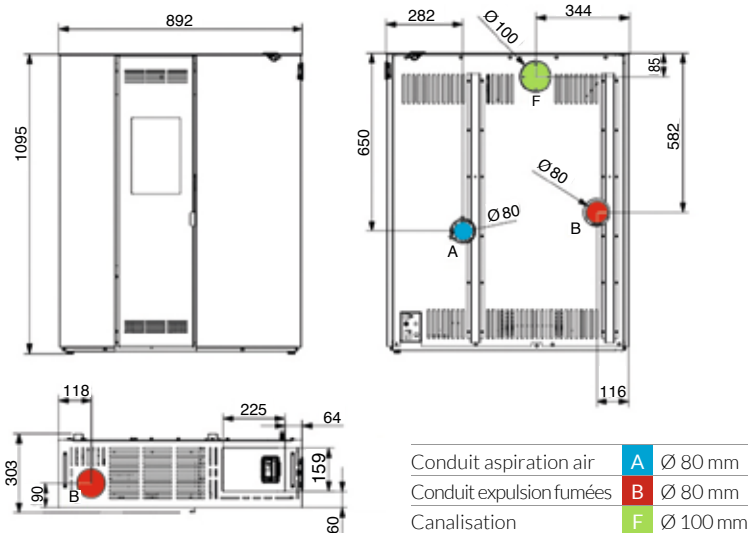 892
1095
282
344
Ø 100
85
F
650
582
Ø 80
Ø 80
B
A
116
118
225
64
303
90
B
159
60
Conduit aspiration air A Ø 80 mm
Conduit expulsion fumées B Ø 80 mm
Canalisation F Ø 100 mm